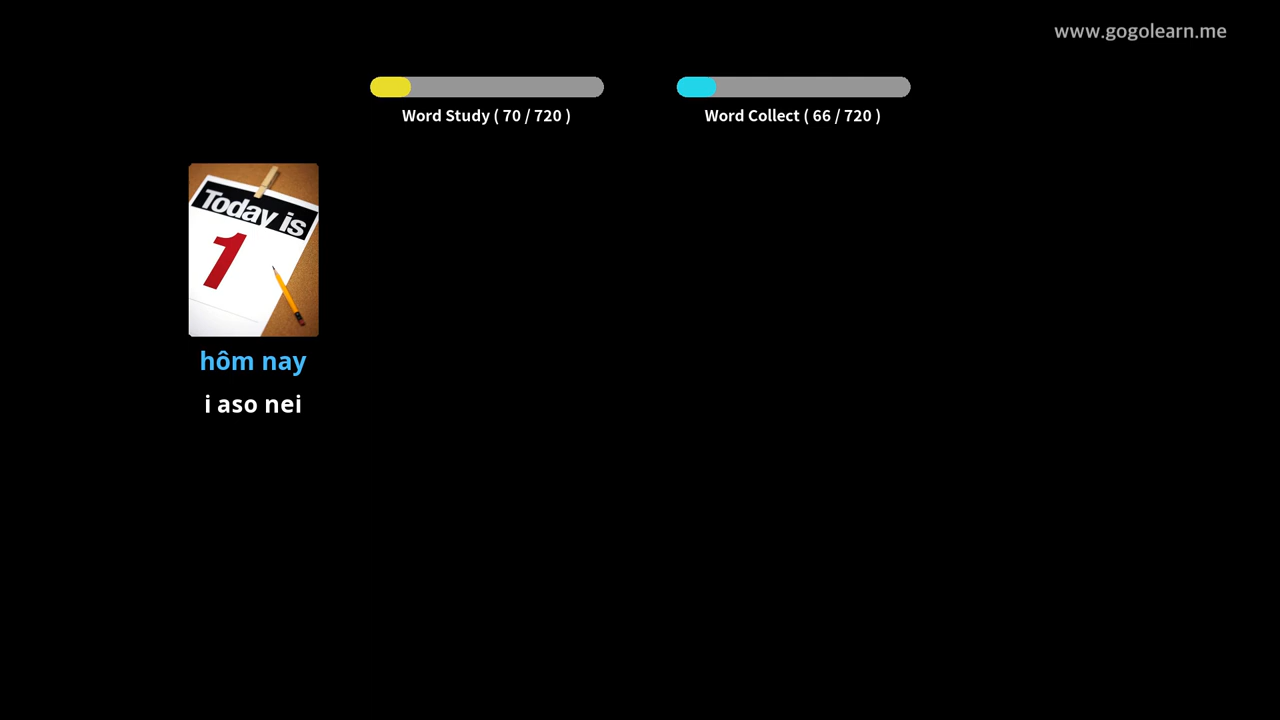 www.gogolearn.me
Word Study ( 70 / 720 )
Word Collect ( 66 / 720 )
Today is
1
hôm nay
i aso nei